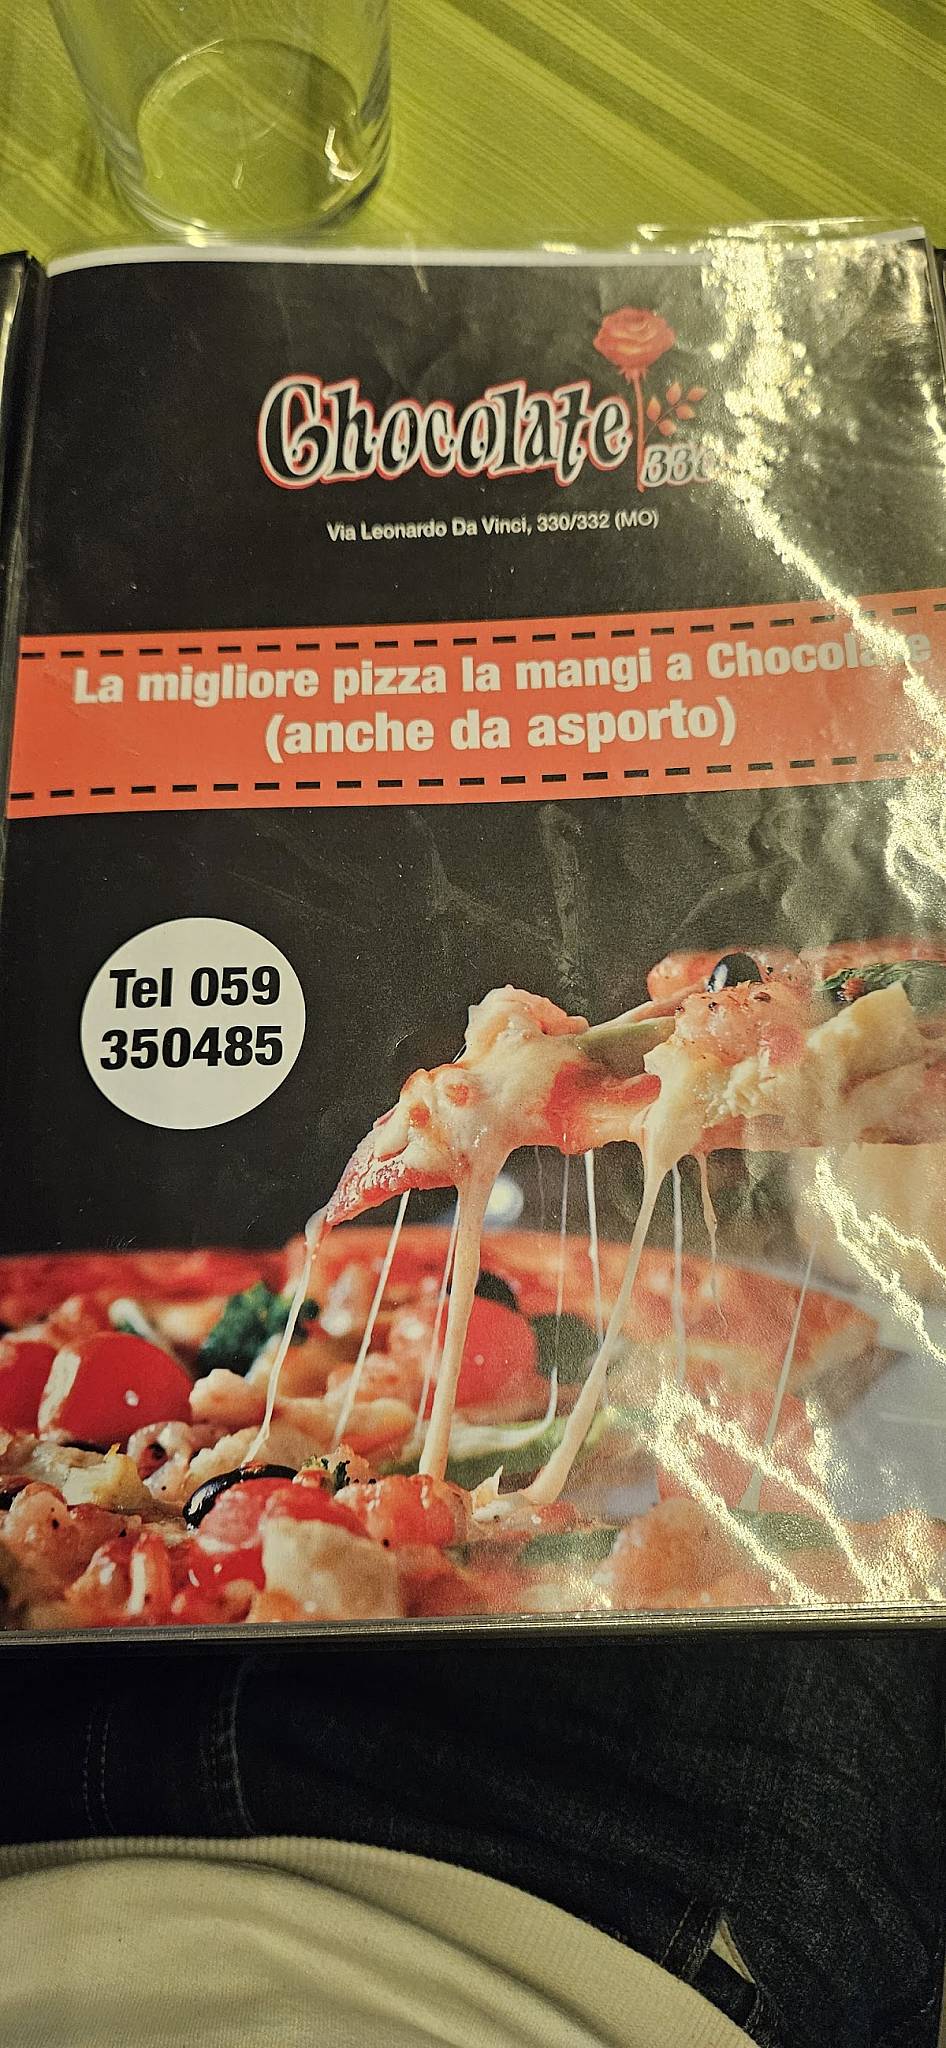 Chocolate
Via Leonardo Da Vinci, 330/332 (MO)
La migliore pizza la mangi a Chocolate
(anche da asporto)
Tel 059
350485